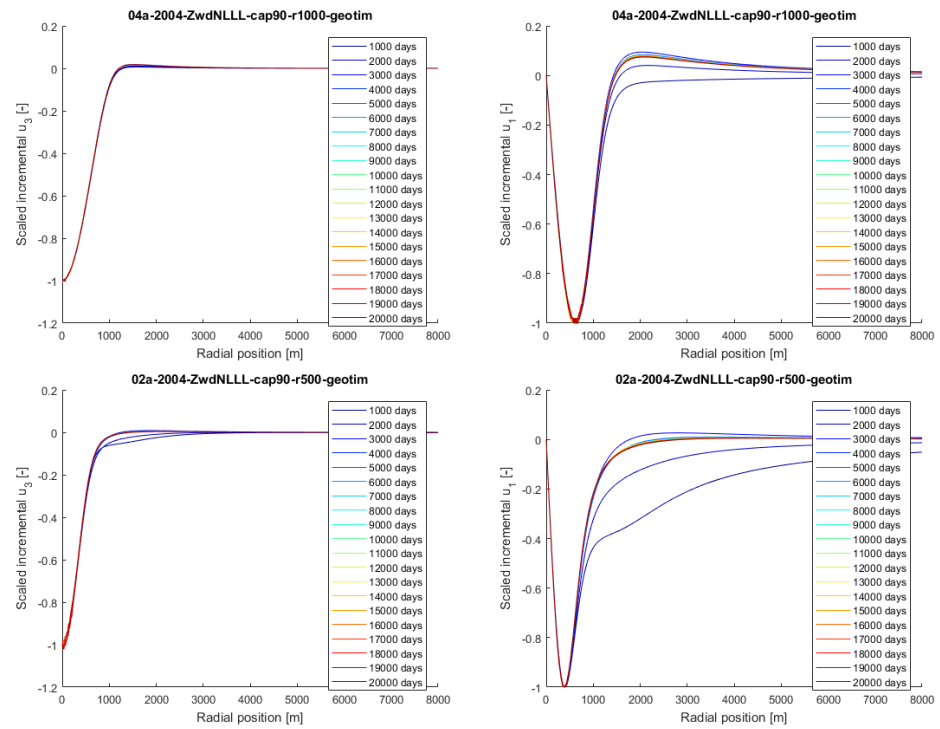 04a-2004-ZwdNLLL-cap90-r1000-geotim
Scaled incremental u3 [-]
0.2
0
-0.2
-0.4
-0.6
-0.8
-1
-1.2
0 1000 2000 3000 4000 5000 6000 7000 8000
Radial position [m]
1000 days
2000 days
3000 days
4000 days
5000 days
6000 days
7000 days
8000 days
9000 days
10000 days
11000 days
12000 days
13000 days
14000 days
15000 days
16000 days
17000 days
18000 days
19000 days
20000 days
04a-2004-ZwdNLLL-cap90-r1000-geotim
Scaled incremental u1 [-]
0.2
0
-0.2
-0.4
-0.6
-0.8
-1
0 1000 2000 3000 4000 5000 6000 7000 8000
Radial position [m]
1000 days
2000 days
3000 days
4000 days
5000 days
6000 days
7000 days
8000 days
9000 days
10000 days
11000 days
12000 days
13000 days
14000 days
15000 days
16000 days
17000 days
18000 days
19000 days
20000 days
02a-2004-ZwdNLLL-cap90-r500-geotim
Scaled incremental u3 [-]
0.2
0
-0.2
-0.4
-0.6
-0.8
-1
-1.2
0 1000 2000 3000 4000 5000 6000 7000 8000
Radial position [m]
1000 days
2000 days
3000 days
4000 days
5000 days
6000 days
7000 days
8000 days
9000 days
10000 days
11000 days
12000 days
13000 days
14000 days
15000 days
16000 days
17000 days
18000 days
19000 days
20000 days
02a-2004-ZwdNLLL-cap90-r500-geotim
Scaled incremental u1 [-]
0.2
0
-0.2
-0.4
-0.6
-0.8
-1
0 1000 2000 3000 4000 5000 6000 7000 8000
Radial position [m]
1000 days
2000 days
3000 days
4000 days
5000 days
6000 days
7000 days
8000 days
9000 days
10000 days
11000 days
12000 days
13000 days
14000 days
15000 days
16000 days
17000 days
18000 days
19000 days
20000 days